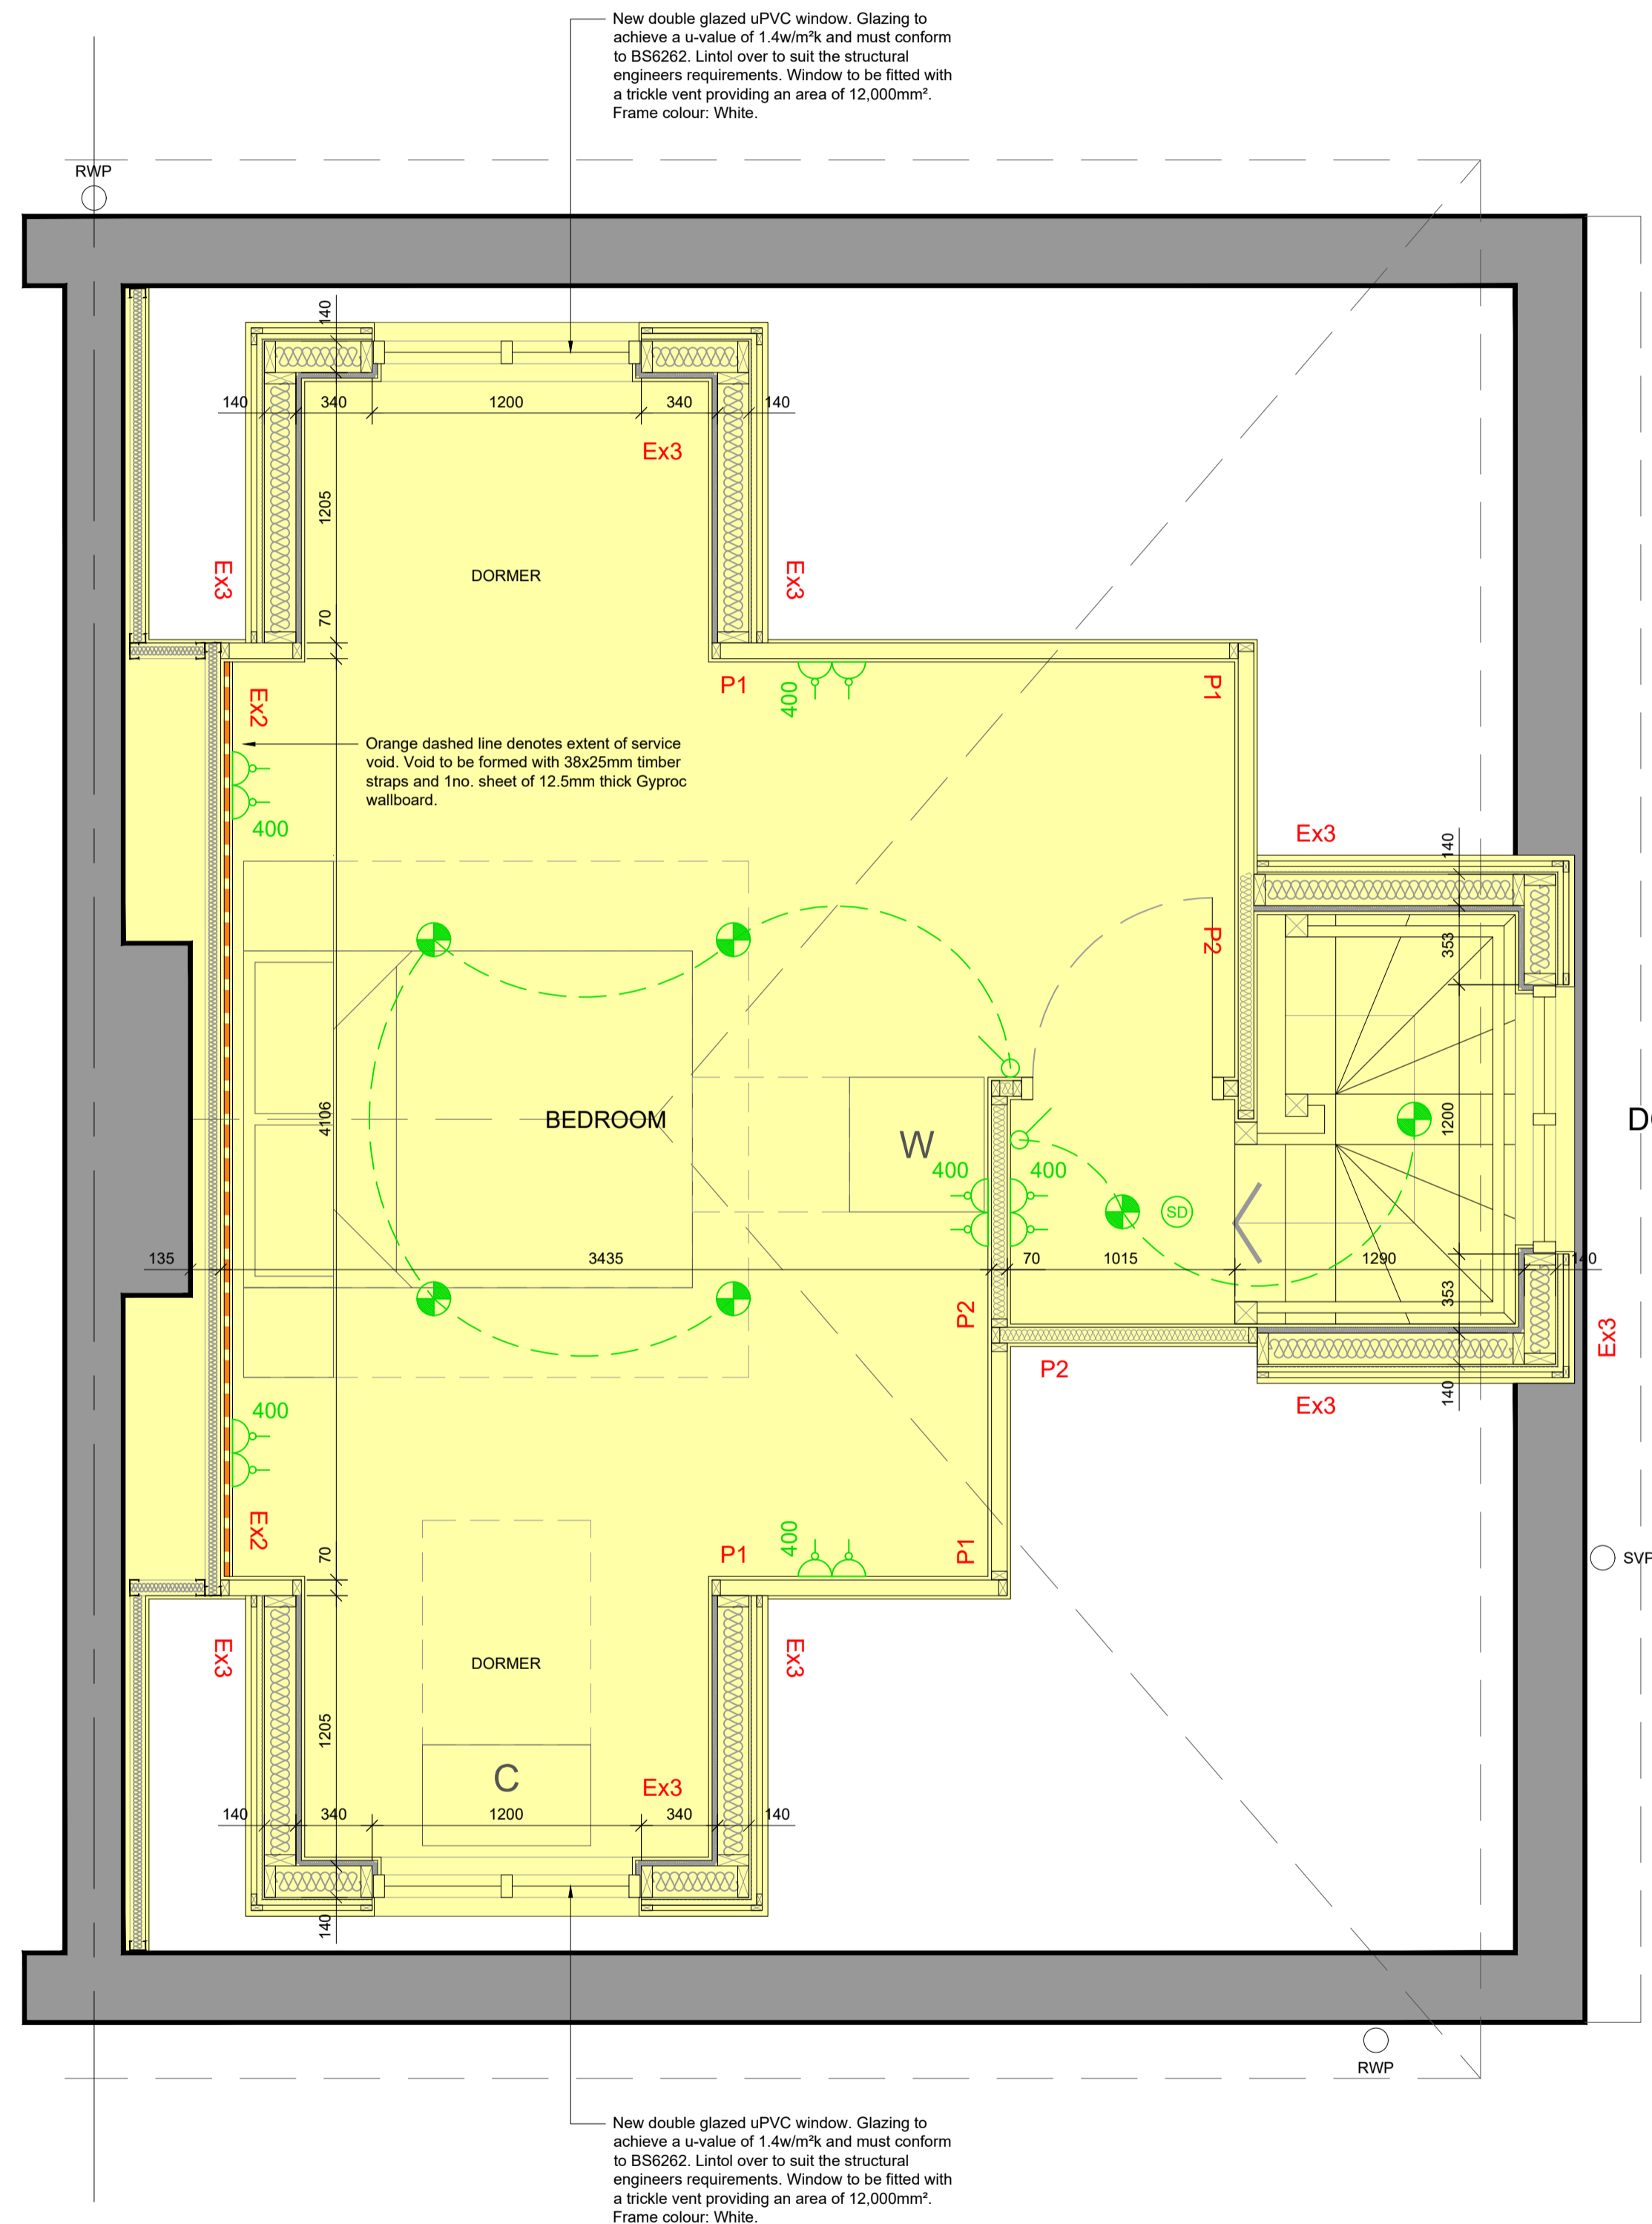 New double glazed uPVC window. Glazing to
achieve a u-value of 1.4w/m²k and must conform
to BS6262. Lintol over to suit the structural
engineers requirements. Window to be fitted with
a trickle vent providing an area of 12,000mm².
Frame colour: White.
RWP
140
140
340
1200
340
140
Ex3
1205
DORMER
Ex3
Ex3
70
P1
400
P1
Ex2
Orange dashed line denotes extent of service
void. Void to be formed with 38x25mm timber
straps and 1no. sheet of 12.5mm thick Gyproc
wallboard.
400
Ex3
140
P2
353
4106
BEDROOM
W
400
400
1200
D
SD
135
3435
70
1015
1290
140
353
P2
P2
Ex3
Ex3
140
400
Ex2
70
P1
400
P1
SVP
Ex3
DORMER
Ex3
1205
C
Ex3
140
340
1200
340
140
140
RWP
New double glazed uPVC window. Glazing to
achieve a u-value of 1.4w/m²k and must conform
to BS6262. Lintol over to suit the structural
engineers requirements. Window to be fitted with
a trickle vent providing an area of 12,000mm².
Frame colour: White.